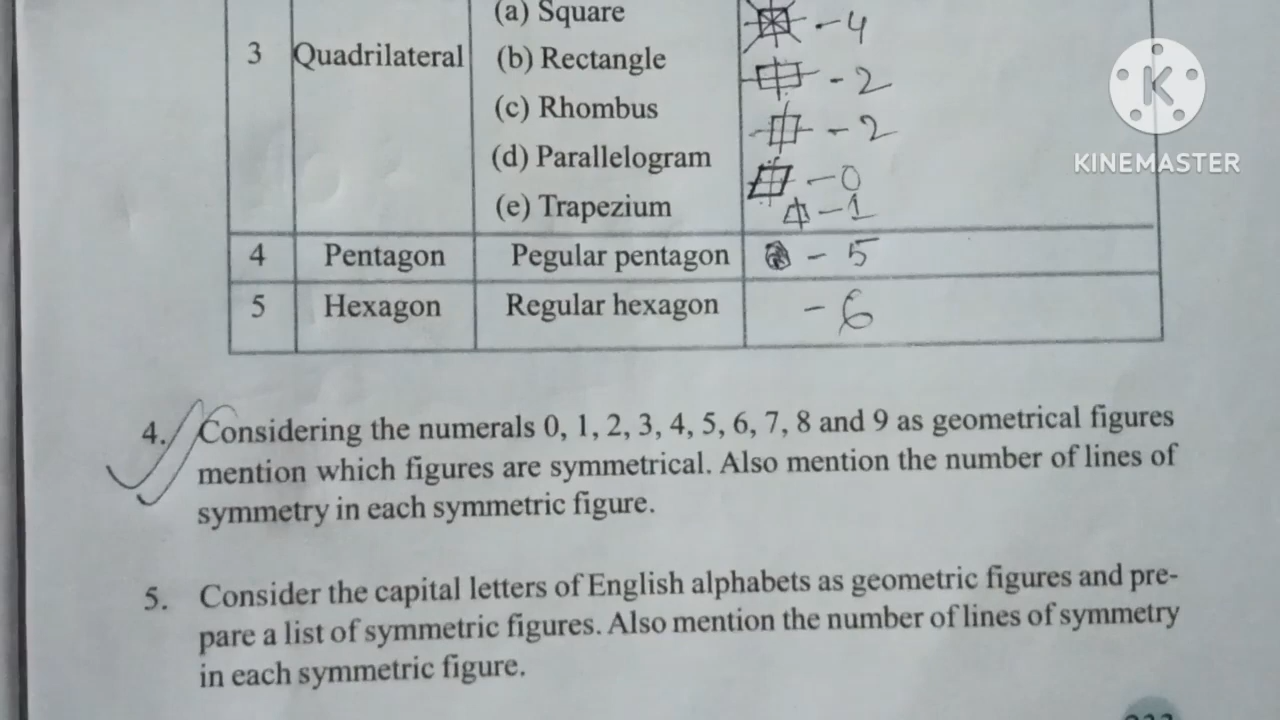 (a) Square - 4
3 Quadrilateral (b) Rectangle - 2
(c) Rhombus - 2
(d) Parallelogram - 0
(e) Trapezium - 1
4 Pentagon Pegular pentagon - 5
5 Hexagon Regular hexagon - 6
K
KINEMASTER
4. Considering the numerals 0, 1, 2, 3, 4, 5, 6, 7, 8 and 9 as geometrical figures
mention which figures are symmetrical. Also mention the number of lines of
symmetry in each symmetric figure.
5. Consider the capital letters of English alphabets as geometric figures and pre-
pare a list of symmetric figures. Also mention the number of lines of symmetry
in each symmetric figure.